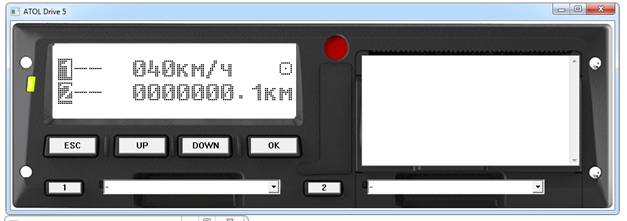 ATOL Drive 5
1-- 040км/ч
2-- 0000000.1км
ESC UP DOWN OK
1 - 2 -